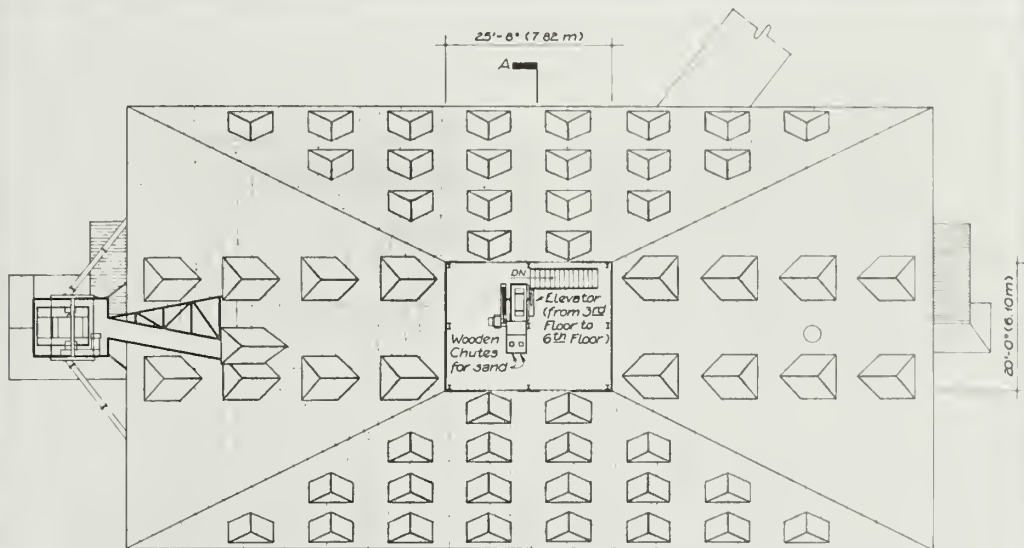 25'-8" (7.82 m)
A
DN
Elevator
(from 3rd
Floor to
6th Floor)
Wooden
Chutes
for sand
20'-0" (6.10m)